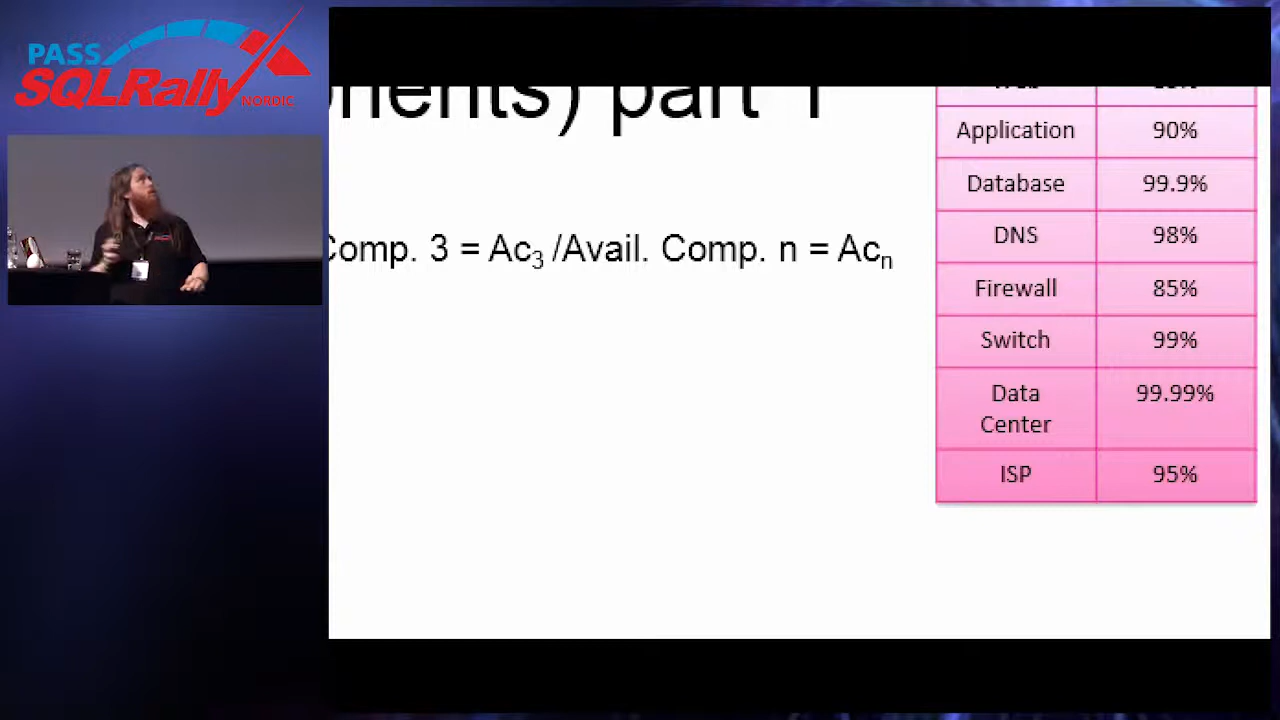 PASS
SQLRally
NORDIC
onents) part 1
Application 90%
Database 99.9%
Comp. 3 = Ac3 /Avail. Comp. n = Acn
DNS 98%
Firewall 85%
Switch 99%
Data Center 99.99%
ISP 95%